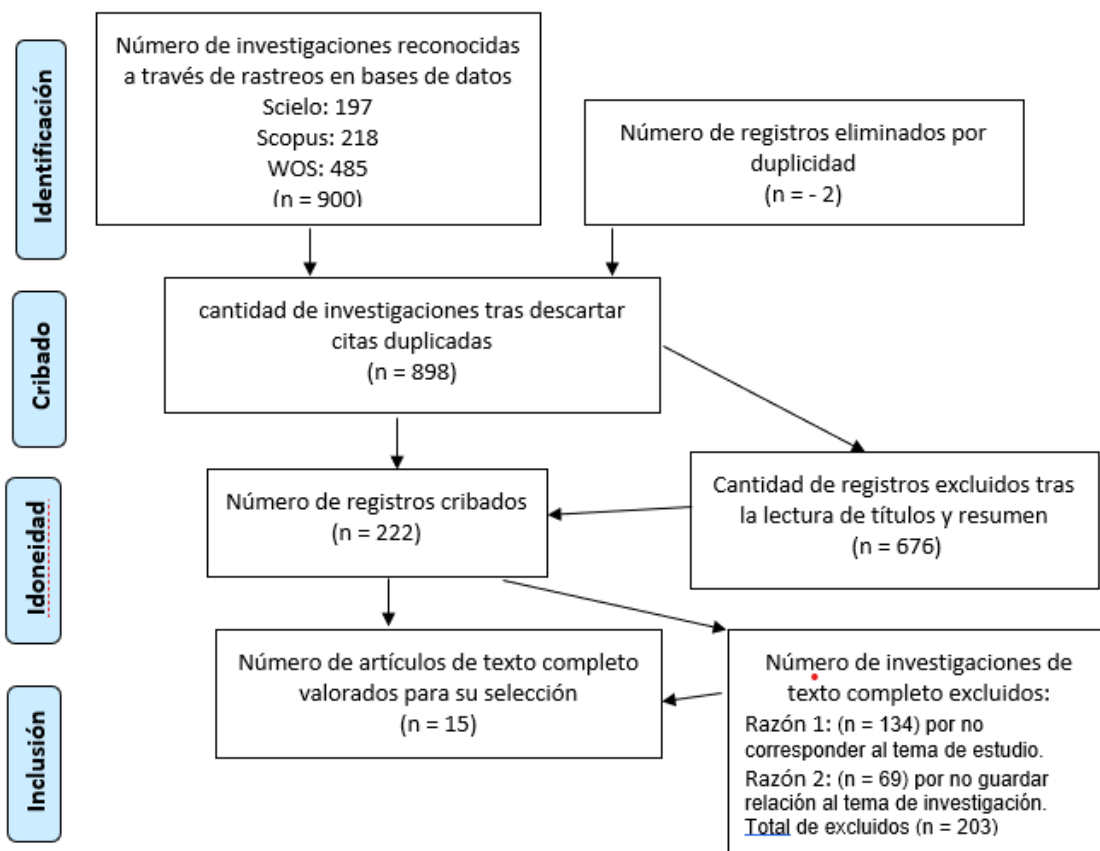 Identificación
Número de investigaciones reconocidas
a través de rastreos en bases de datos
Scielo: 197
Scopus: 218
WOS: 485
(n = 900)
Número de registros eliminados por
duplicidad
(n = - 2)
Cribado
cantidad de investigaciones tras descartar
citas duplicadas
(n = 898)
Idoneidad
Número de registros cribados
(n = 222)
Cantidad de registros excluidos tras
la lectura de títulos y resumen
(n = 676)
Inclusión
Número de artículos de texto completo
valorados para su selección
(n = 15)
Número de investigaciones de
texto completo excluidos:
Razón 1: (n = 134) por no
corresponder al tema de estudio.
Razón 2: (n = 69) por no guardar
relación al tema de investigación.
Total de excluidos (n = 203)